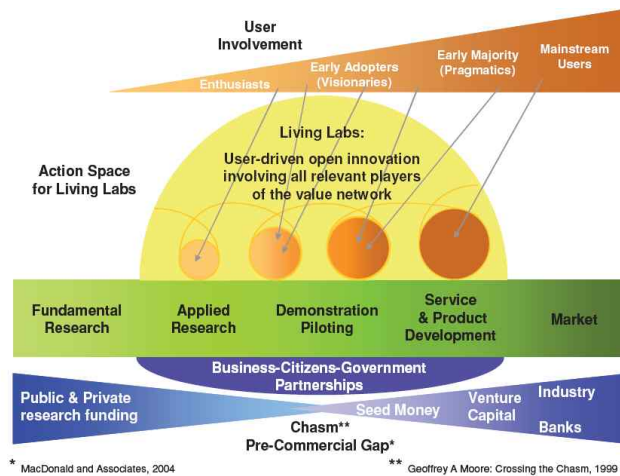 User
Involvement
Enthusiasts
Early Adopters
(Visionaries)
Early Majority
(Pragmatics)
Mainstream
Users
Living Labs:
User-driven open innovation
involving all relevant players
of the value network
Action Space
for Living Labs
Fundamental
Research
Applied
Research
Demonstration
Piloting
Service
& Product
Development
Market
Business-Citizens-Government
Partnerships
Public & Private
research funding
Chasm**
Pre-Commercial Gap*
Seed Money
Venture
Capital
Industry
Banks
* MacDonald and Associates, 2004
** Geoffrey A Moore: Crossing the Chasm, 1999